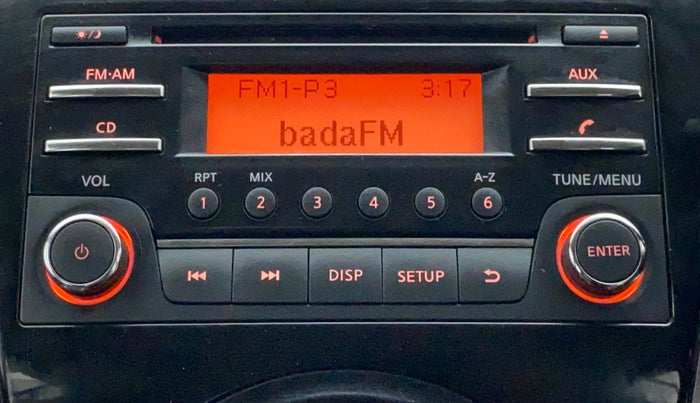 FM·AM
FM1-P3 3:17
AUX
badaFM
CD
VOL
RPT MIX A-Z
TUNE/MENU
1 2 3 4 5 6
ENTER
DISP SETUP